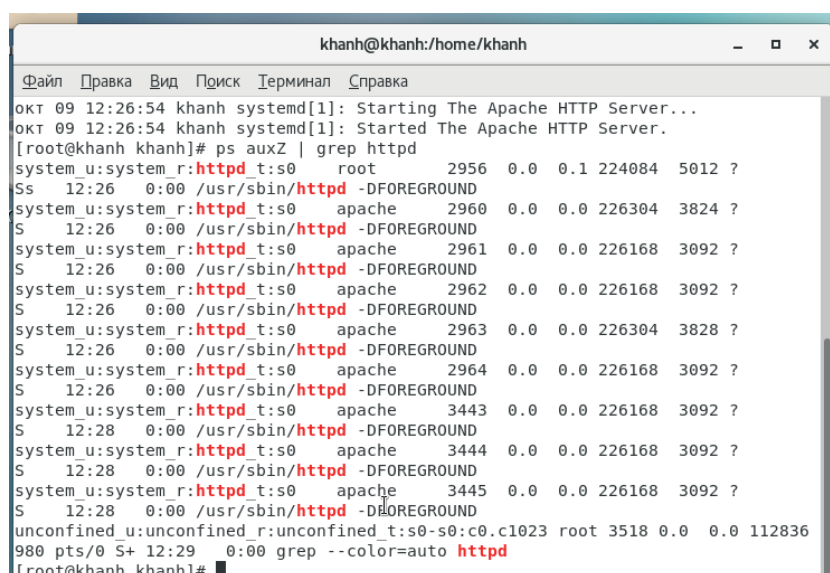 khanh@khanh:/home/khanh
Файл Правка Вид Поиск Терминал Справка
окт 09 12:26:54 khanh systemd[1]: Starting The Apache HTTP Server...
окт 09 12:26:54 khanh systemd[1]: Started The Apache HTTP Server.
[root@khanh khanh]# ps auxZ | grep httpd
system_u:system_r:httpd_t:s0    root      2956  0.0  0.1 224084  5012 ?
Ss   12:26   0:00 /usr/sbin/httpd -DFOREGROUND
system_u:system_r:httpd_t:s0    apache    2960  0.0  0.0 226304  3824 ?
S    12:26   0:00 /usr/sbin/httpd -DFOREGROUND
system_u:system_r:httpd_t:s0    apache    2961  0.0  0.0 226168  3092 ?
S    12:26   0:00 /usr/sbin/httpd -DFOREGROUND
system_u:system_r:httpd_t:s0    apache    2962  0.0  0.0 226168  3092 ?
S    12:26   0:00 /usr/sbin/httpd -DFOREGROUND
system_u:system_r:httpd_t:s0    apache    2963  0.0  0.0 226304  3828 ?
S    12:26   0:00 /usr/sbin/httpd -DFOREGROUND
system_u:system_r:httpd_t:s0    apache    2964  0.0  0.0 226168  3092 ?
S    12:26   0:00 /usr/sbin/httpd -DFOREGROUND
system_u:system_r:httpd_t:s0    apache    3443  0.0  0.0 226168  3092 ?
S    12:28   0:00 /usr/sbin/httpd -DFOREGROUND
system_u:system_r:httpd_t:s0    apache    3444  0.0  0.0 226168  3092 ?
S    12:28   0:00 /usr/sbin/httpd -DFOREGROUND
system_u:system_r:httpd_t:s0    apache    3445  0.0  0.0 226168  3092 ?
S    12:28   0:00 /usr/sbin/httpd -DFOREGROUND
unconfined_u:unconfined_r:unconfined_t:s0-s0:c0.c1023 root 3518 0.0  0.0 112836
980 pts/0 S+ 12:29   0:00 grep --color=auto httpd
[root@khanh khanh]#